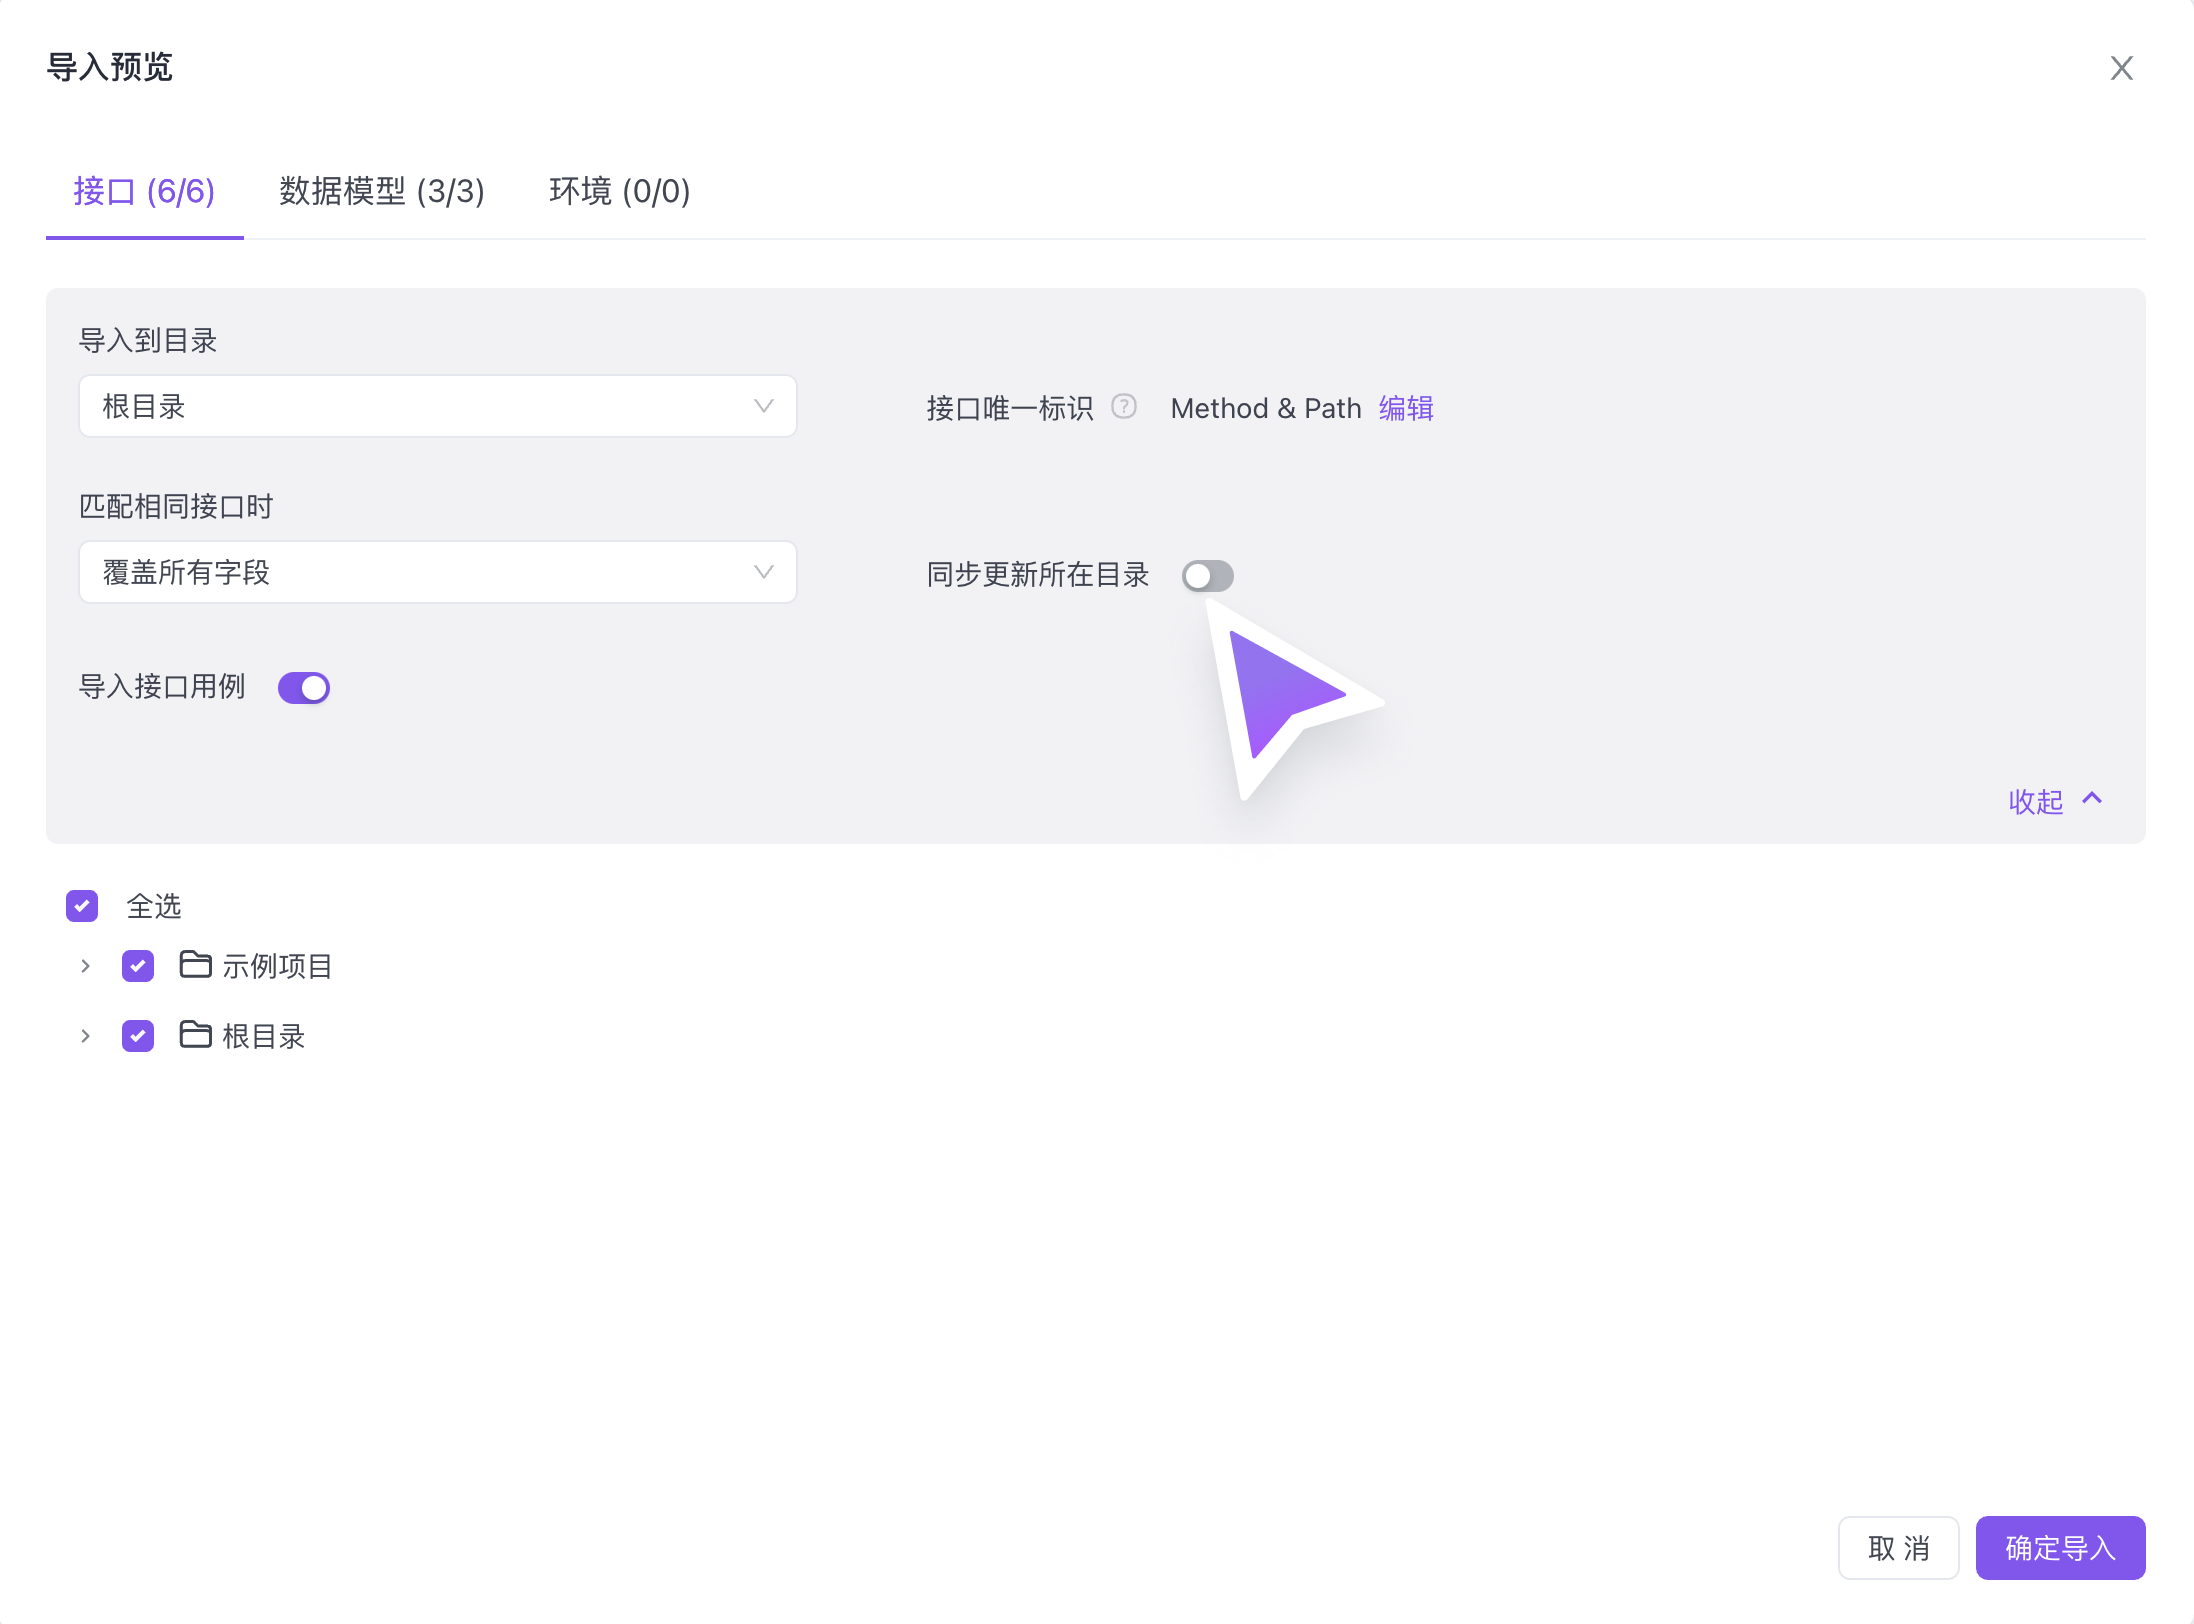 导入预览
接口 (6/6) 数据模型 (3/3) 环境 (0/0)
导入到目录
根目录
接口唯一标识 ? Method & Path 编辑
匹配相同接口时
覆盖所有字段
同步更新所在目录
导入接口用例
收起
全选
示例项目
根目录
取消 确定导入